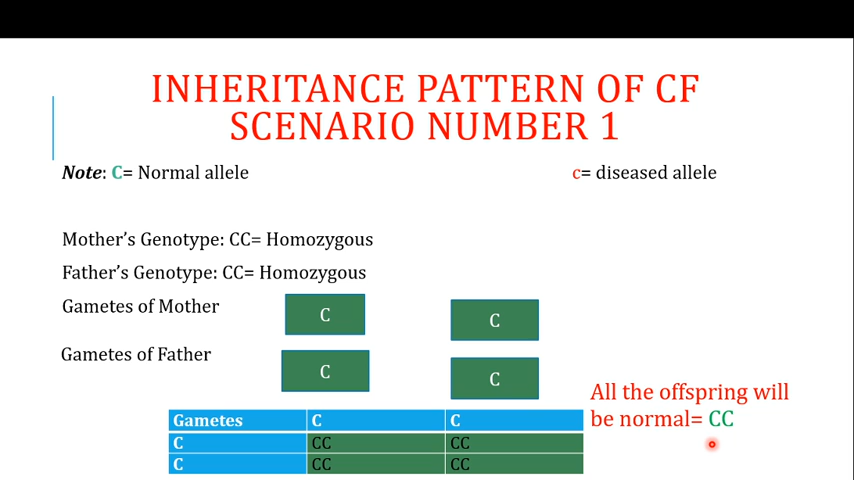 INHERITANCE PATTERN OF CF
SCENARIO NUMBER 1
Note: C= Normal allele
c= diseased allele
Mother's Genotype: CC= Homozygous
Father's Genotype: CC= Homozygous
Gametes of Mother
C
C
Gametes of Father
C
C
All the offspring will
be normal= CC
Gametes C C
C CC CC
C CC CC